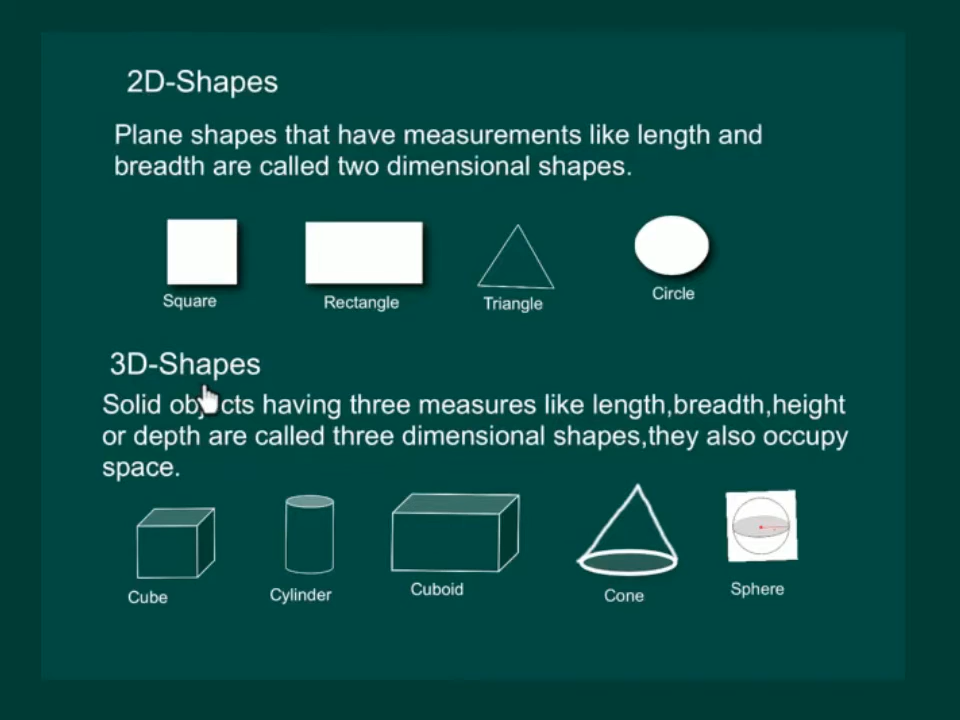 2D-Shapes
Plane shapes that have measurements like length and
breadth are called two dimensional shapes.
Square
Rectangle
Triangle
Circle
3D-Shapes
Solid objects having three measures like length,breadth,height
or depth are called three dimensional shapes,they also occupy
space.
Cube
Cylinder
Cuboid
Cone
Sphere